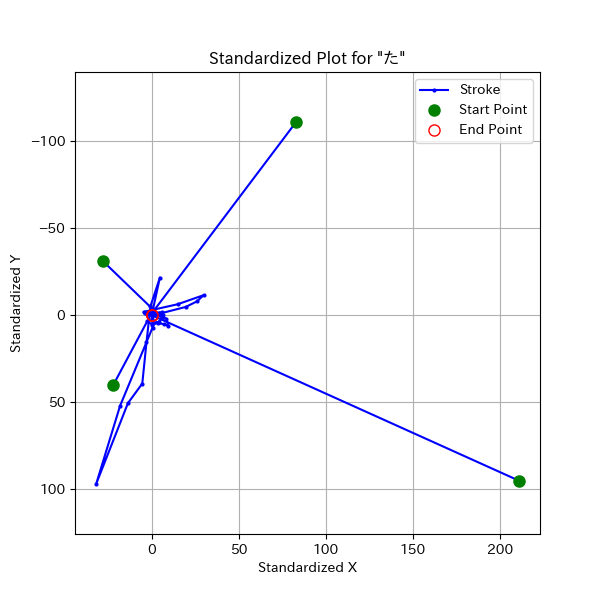 Standardized Plot for "た"
Stroke
Start Point
End Point
−100
−50
0
50
100
Standardized Y
0 50 100 150 200
Standardized X